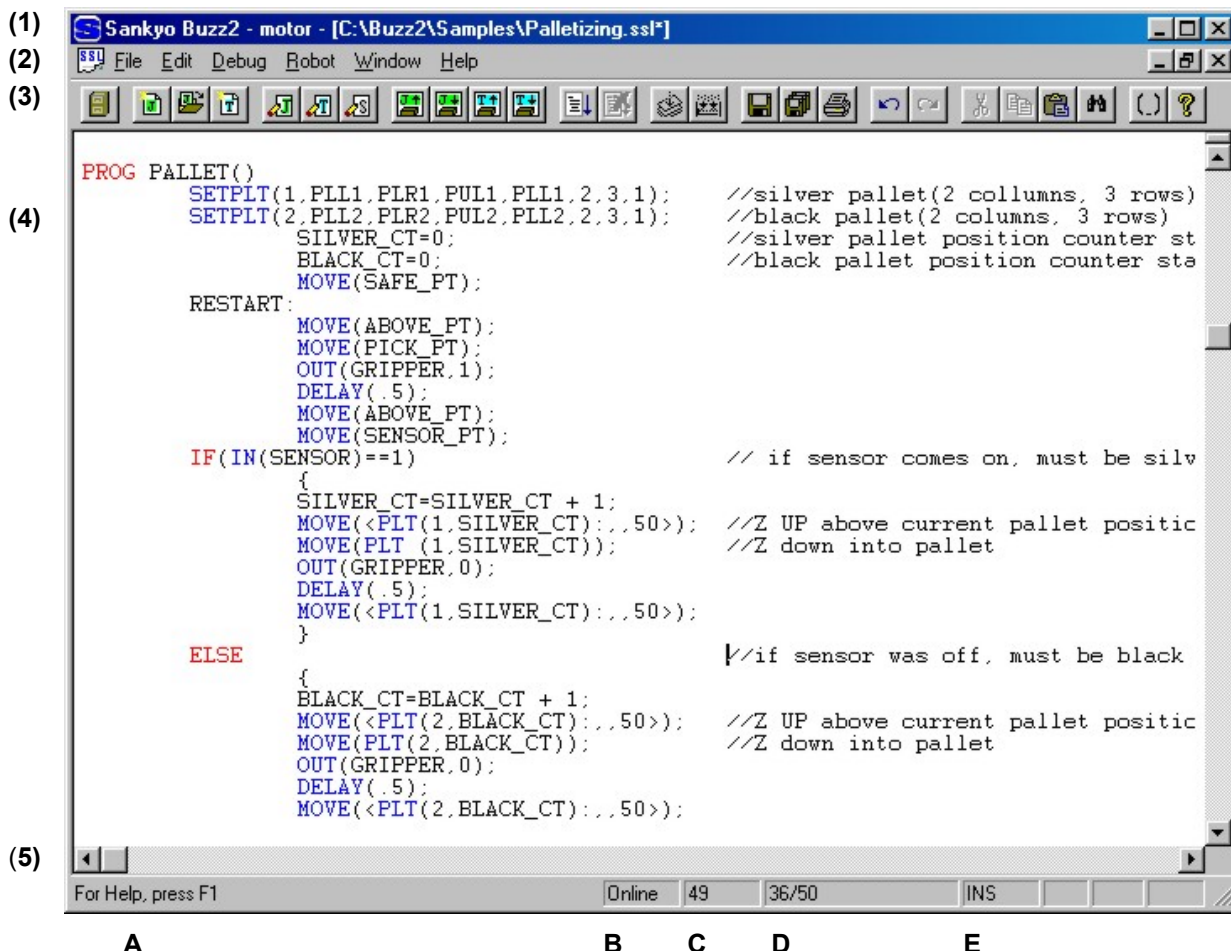 (1) Sankyo Buzz2 - motor - [C:\Buzz2\Samples\Palletizing.ssl*]
(2) SSL File Edit Debug Robot Window Help
(3)
PROG PALLET()
SETPLT(1,PLL1,PLR1,PUL1,PLL1,2,3,1); //silver pallet(2 collumns, 3 rows)
(4) SETPLT(2,PLL2,PLR2,PUL2,PLL2,2,3,1); //black pallet(2 columns, 3 rows)
SILVER_CT=0; //silver pallet position counter st
BLACK_CT=0; //black pallet position counter sta
MOVE(SAFE_PT);
RESTART:
MOVE(ABOVE_PT);
MOVE(PICK_PT);
OUT(GRIPPER,1);
DELAY(.5);
MOVE(ABOVE_PT);
MOVE(SENSOR_PT);
IF(IN(SENSOR)==1) // if sensor comes on, must be silv
{
SILVER_CT=SILVER_CT + 1;
MOVE(<PLT(1,SILVER_CT):,,50>); //Z UP above current pallet positic
MOVE(PLT (1,SILVER_CT)); //Z down into pallet
OUT(GRIPPER,0);
DELAY(.5);
MOVE(<PLT(1,SILVER_CT):,,50>);
}
ELSE //if sensor was off, must be black
{
BLACK_CT=BLACK_CT + 1;
MOVE(<PLT(2,BLACK_CT):,,50>); //Z UP above current pallet positic
MOVE(PLT(2,BLACK_CT)); //Z down into pallet
OUT(GRIPPER,0);
DELAY(.5);
MOVE(<PLT(2,BLACK_CT):,,50>);
(5)
For Help, press F1 Online 49 36/50 INS
A B C D E